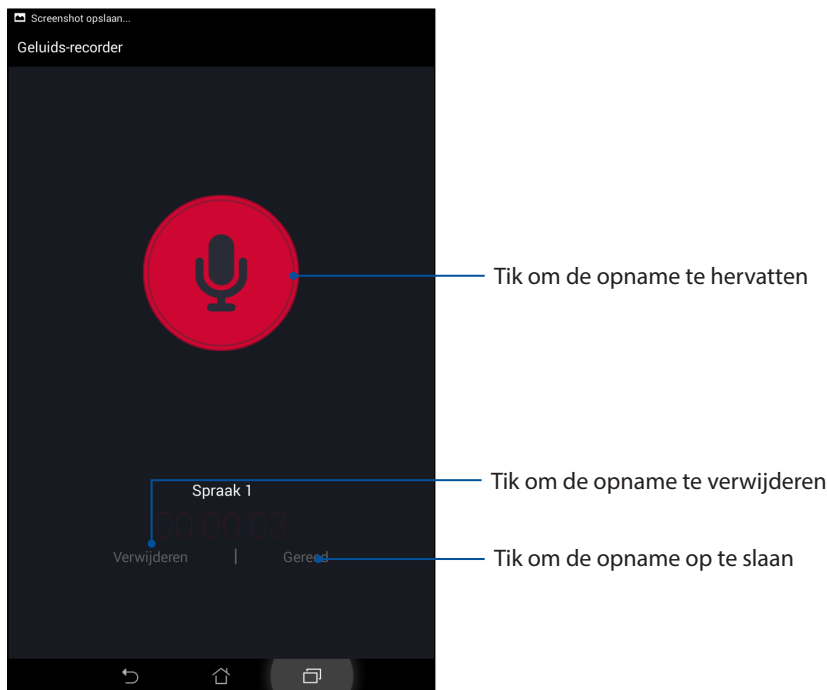 Screenshot opslaan...
Geluids-recorder
Tik om de opname te hervatten
Spraak 1
Tik om de opname te verwijderen
00:00:03
Verwijderen | Gereed
Tik om de opname op te slaan